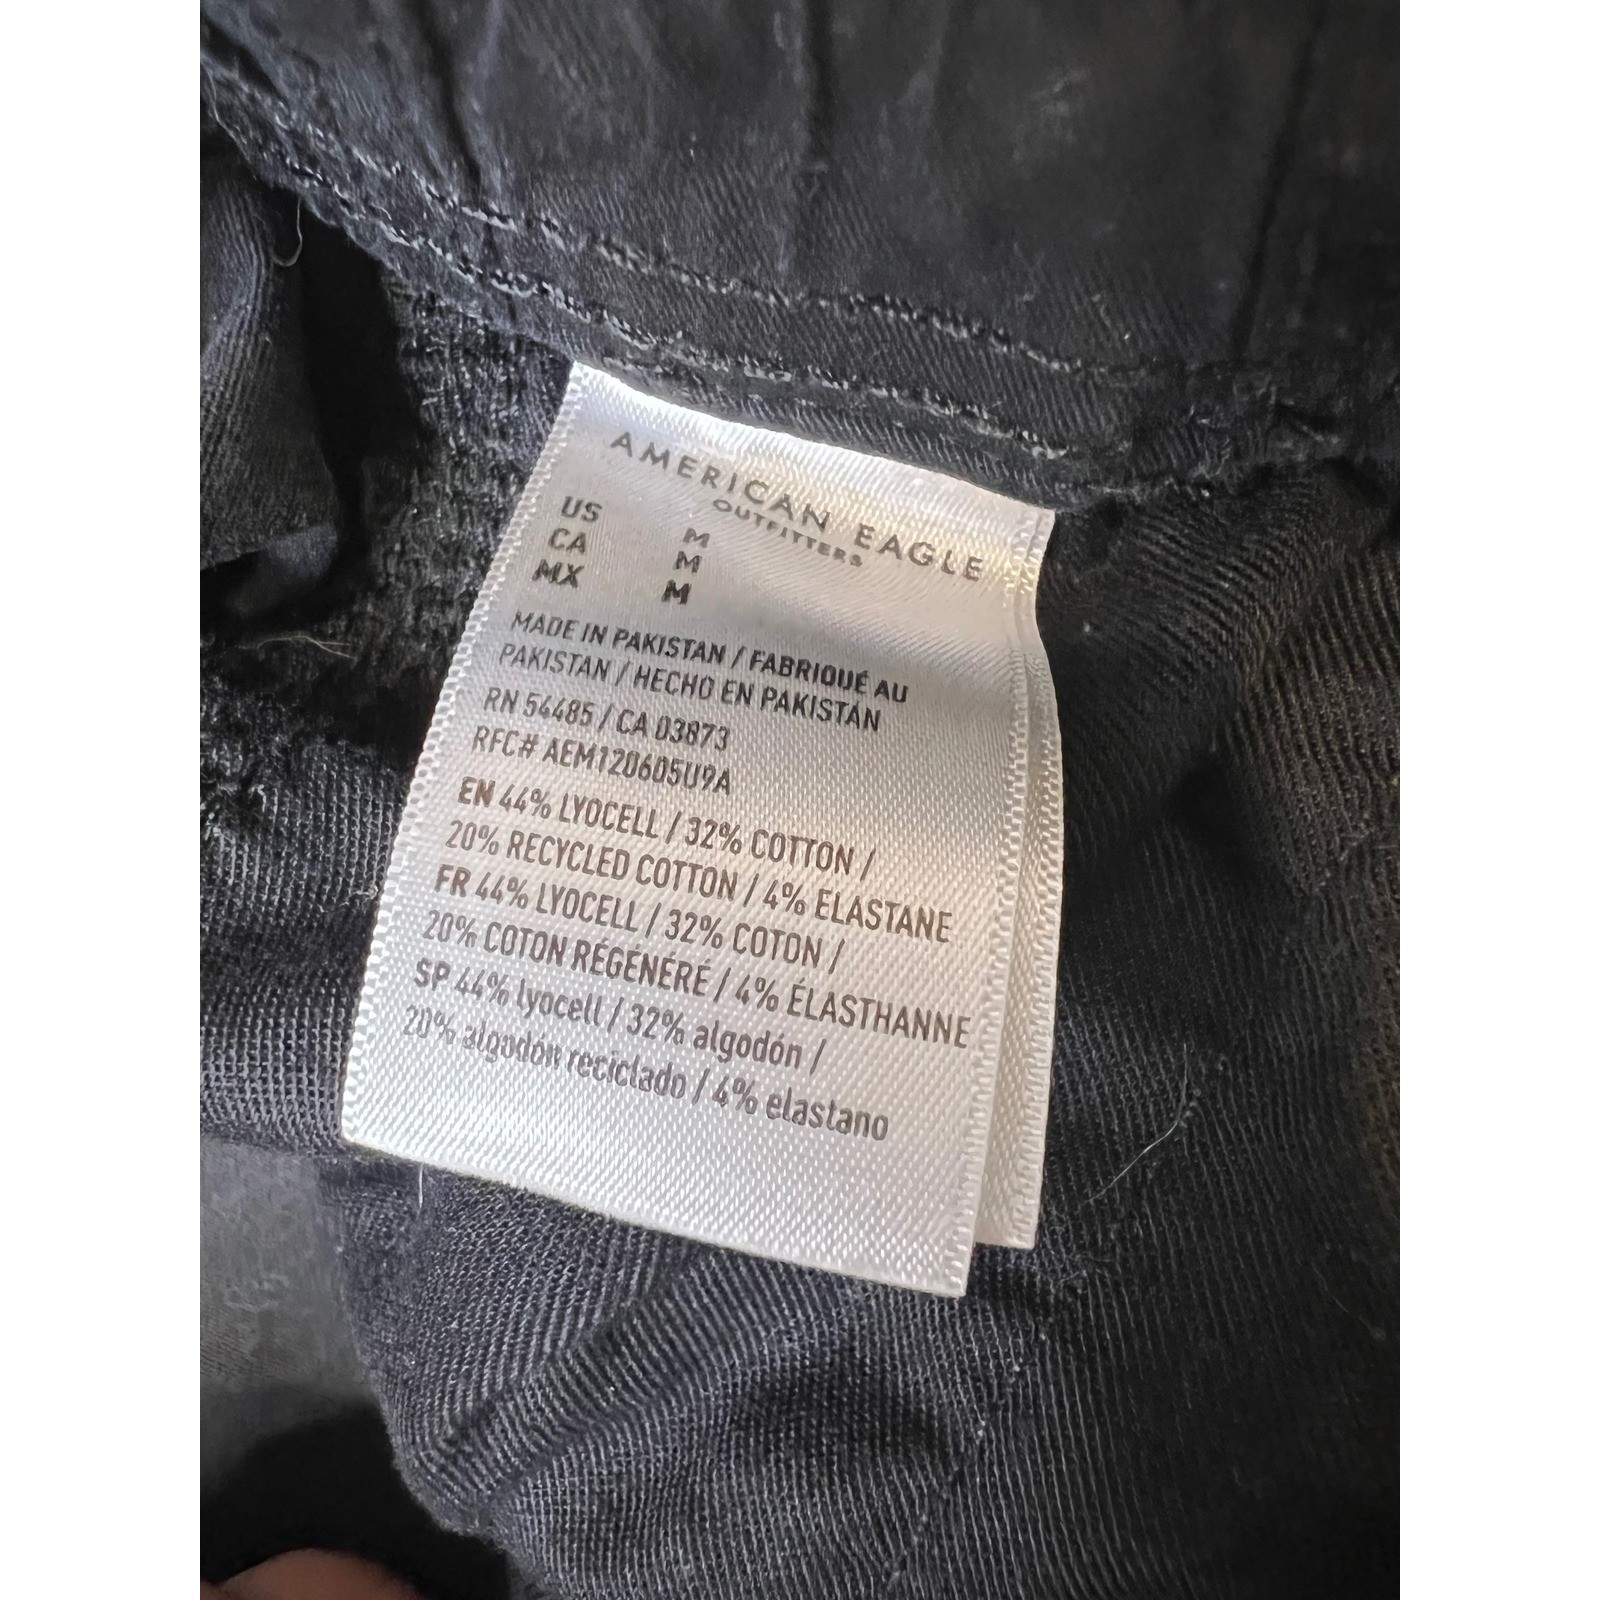 AMERICAN EAGLE
OUTFITTERS
US M
CA M
MX M
MADE IN PAKISTAN / FABRIQUÉ AU
PAKISTAN / HECHO EN PAKISTÁN
RN 54485 / CA 03873
RFC# AEM120605U9A
EN 44% LYOCELL / 32% COTTON /
20% RECYCLED COTTON / 4% ELASTANE
FR 44% LYOCELL / 32% COTON /
20% COTON RÉGÉNÉRÉ / 4% ÉLASTHANNE
SP 44% lyocell / 32% algodón /
20% algodón reciclado / 4% elastano